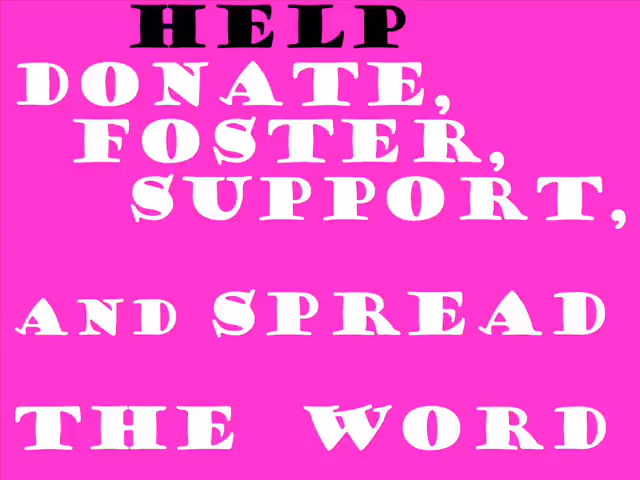 HELP
DONATE,
FOSTER,
SUPPORT,
AND SPREAD
THE WORD